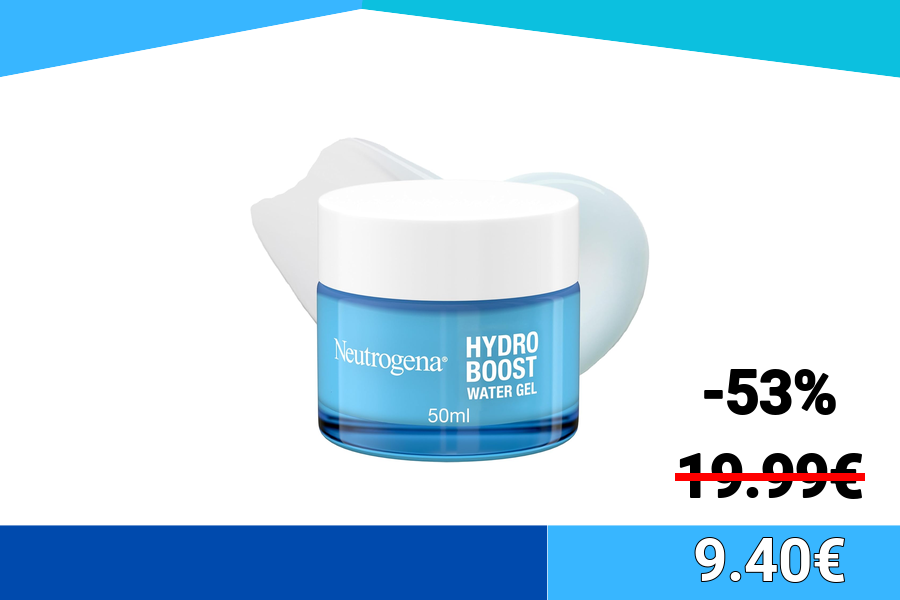 Neutrogena®
HYDRO
BOOST
WATER GEL
50ml
-53%
19.99€
9.40€